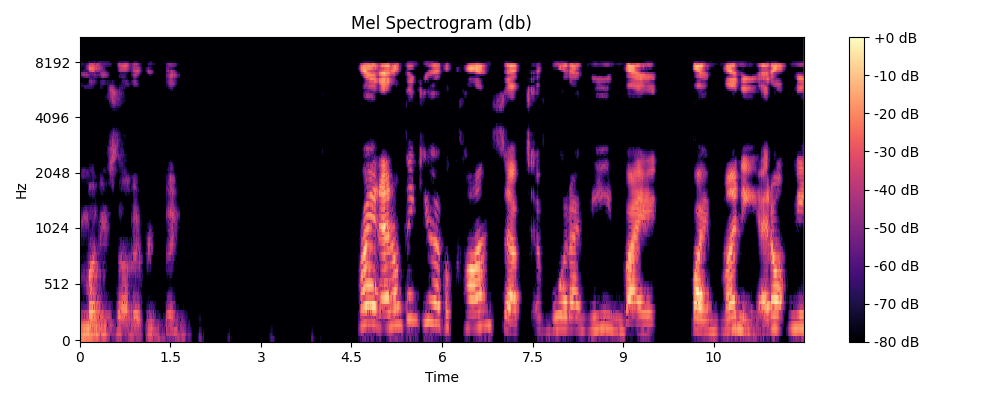 Mel Spectrogram (db)
8192
4096
2048
1024
512
0
Hz
0 1.5 3 4.5 6 7.5 9 10
Time
+0 dB
-10 dB
-20 dB
-30 dB
-40 dB
-50 dB
-60 dB
-70 dB
-80 dB